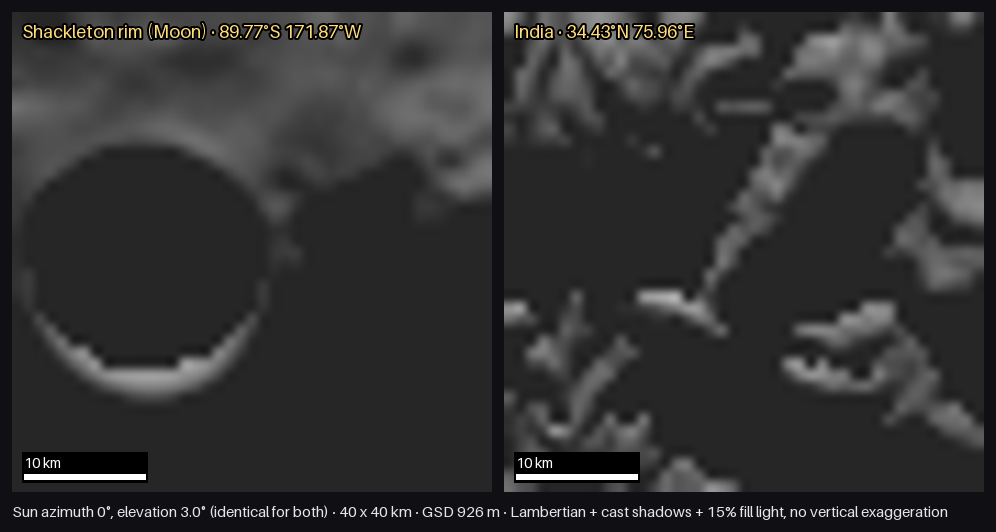 Shackleton rim (Moon) · 89.77°S 171.87°W
India · 34.43°N 75.96°E
10 km
10 km
Sun azimuth 0°, elevation 3.0° (identical for both) · 40 x 40 km · GSD 926 m · Lambertian + cast shadows + 15% fill light, no vertical exaggeration